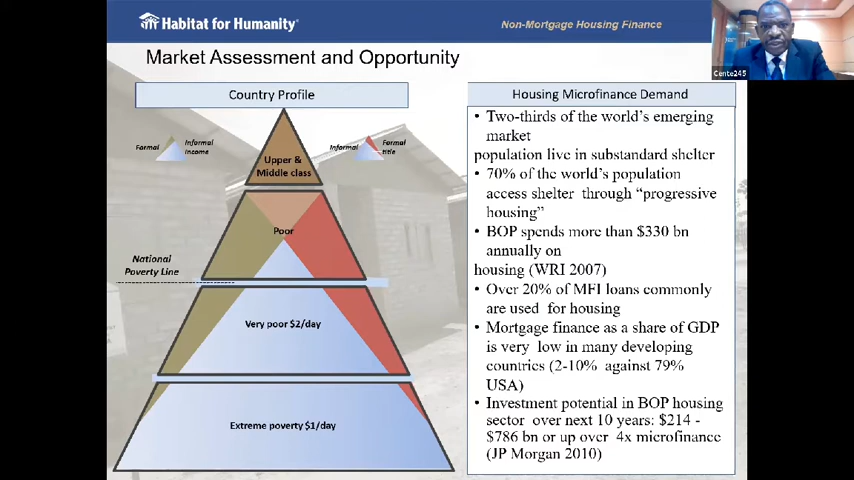 Habitat for Humanity®
Non-Mortgage Housing Finance
Cente245
Market Assessment and Opportunity
Country Profile
Formal
Informal
Income
Informal
Formal
title
Upper &
Middle class
Poor
National
Poverty Line
Very poor $2/day
Extreme poverty $1/day
Housing Microfinance Demand
• Two-thirds of the world's emerging
market
population live in substandard shelter
• 70% of the world's population
access shelter through “progressive
housing”
• BOP spends more than $330 bn
annually on
housing (WRI 2007)
• Over 20% of MFI loans commonly
are used for housing
• Mortgage finance as a share of GDP
is very low in many developing
countries (2-10% against 79%
USA)
• Investment potential in BOP housing
sector over next 10 years: $214 -
$786 bn or up over 4x microfinance
(JP Morgan 2010)